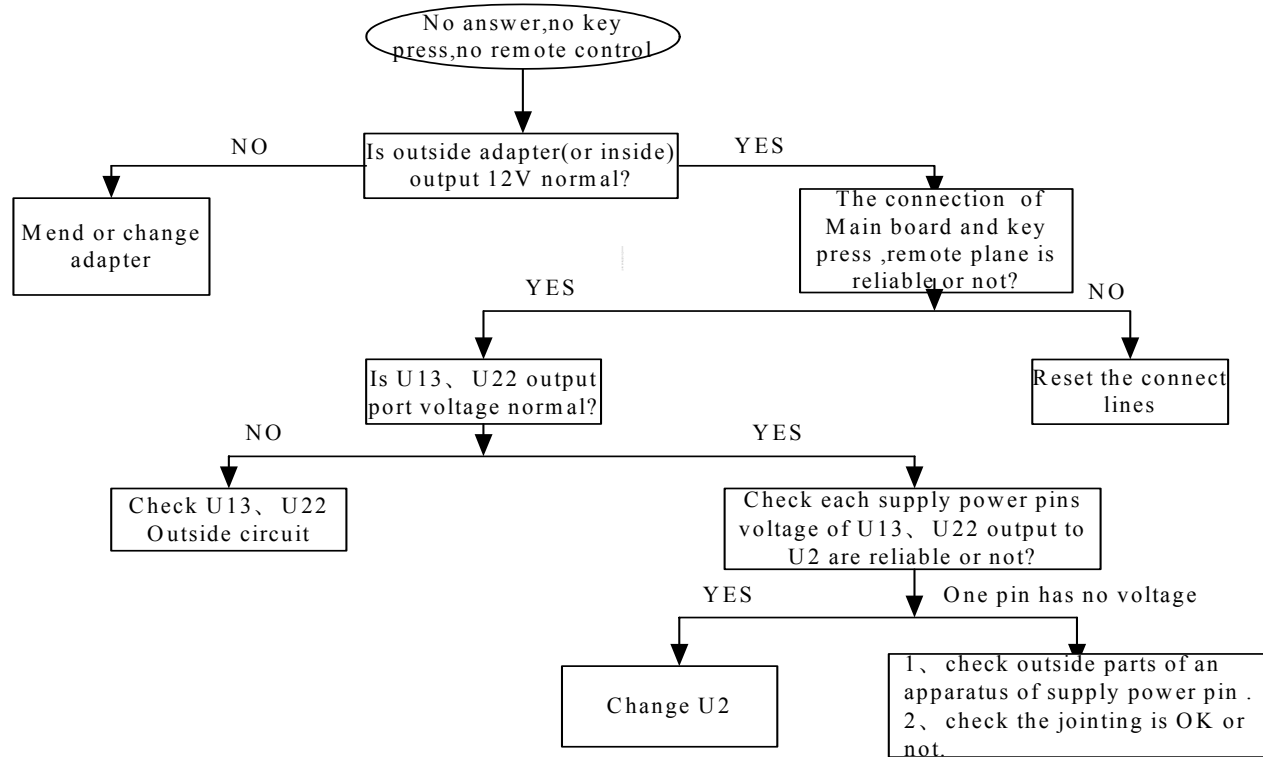 No answer,no key
press,no remote control
NO
YES
Is outside adapter(or inside)
output 12V normal?
Mend or change
adapter
The connection of
Main board and key
press ,remote plane is
reliable or not?
YES
NO
Is U13、U22 output
port voltage normal?
Reset the connect
lines
NO
YES
Check U13、U22
Outside circuit
Check each supply power pins
voltage of U13、U22 output to
U2 are reliable or not?
YES
One pin has no voltage
Change U2
1、check outside parts of an
apparatus of supply power pin .
2、check the jointing is OK or
not.